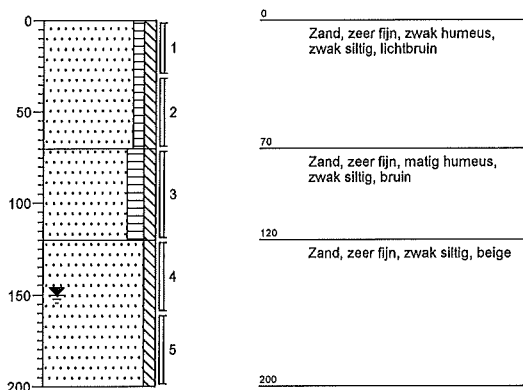 0
50
100
150
200
1
2
3
4
5
0
Zand, zeer fijn, zwak humeus,
zwak siltig, lichtbruin
70
Zand, zeer fijn, matig humeus,
zwak siltig, bruin
120
Zand, zeer fijn, zwak siltig, beige
200